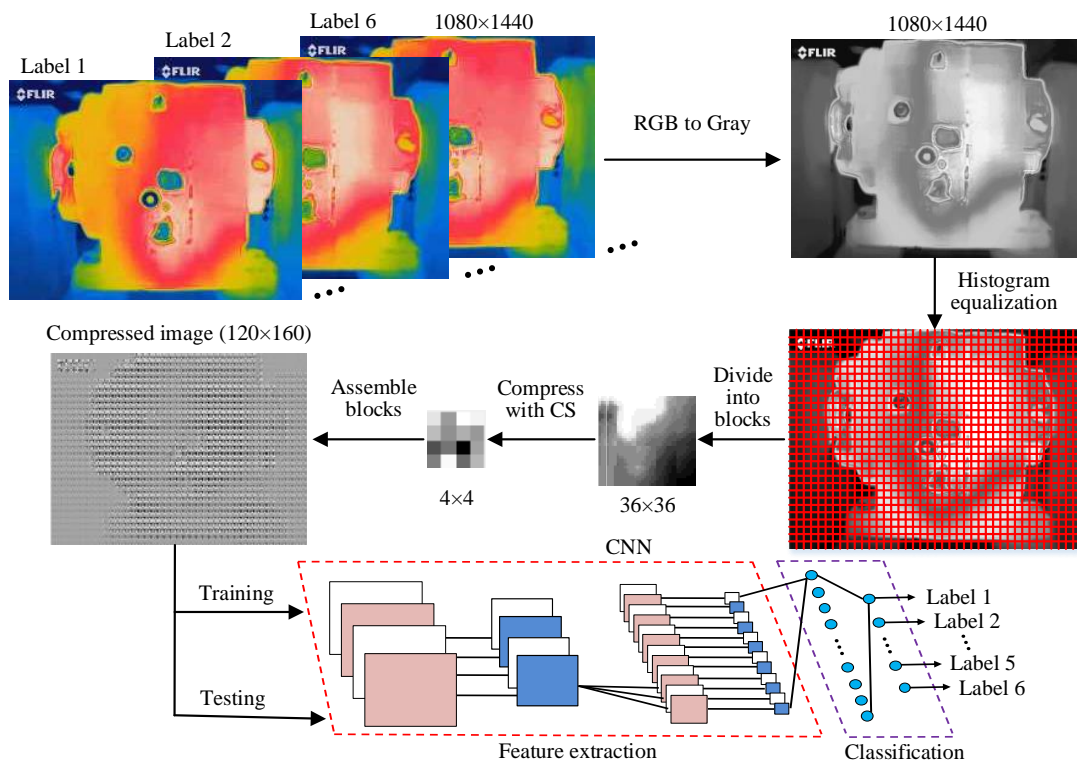 Label 6
1080×1440
1080×1440
Label 2
FLIR
Label 1
FLIR
FLIR
FLIR
RGB to Gray
Histogram
equalization
Compressed image (120×160)
FLIR
Assemble
blocks
Compress
with CS
Divide
into
blocks
4×4
36×36
CNN
Training
Testing
Label 1
Label 2
Label 5
Label 6
Feature extraction
Classification